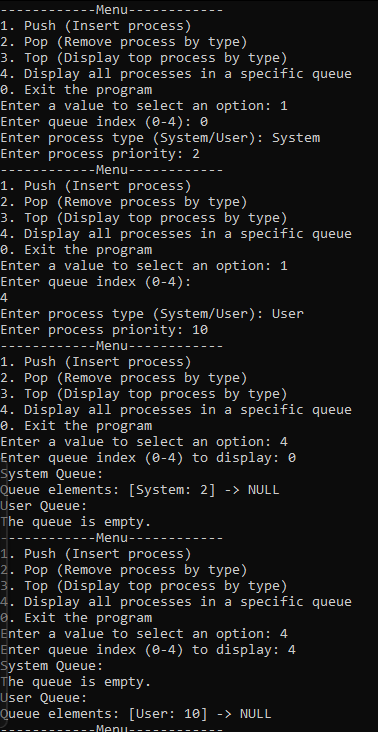 ------------Menu------------
1. Push (Insert process)
2. Pop (Remove process by type)
3. Top (Display top process by type)
4. Display all processes in a specific queue
0. Exit the program
Enter a value to select an option: 1
Enter queue index (0-4): 0
Enter process type (System/User): System
Enter process priority: 2
------------Menu------------
1. Push (Insert process)
2. Pop (Remove process by type)
3. Top (Display top process by type)
4. Display all processes in a specific queue
0. Exit the program
Enter a value to select an option: 1
Enter queue index (0-4):
4
Enter process type (System/User): User
Enter process priority: 10
------------Menu------------
1. Push (Insert process)
2. Pop (Remove process by type)
3. Top (Display top process by type)
4. Display all processes in a specific queue
0. Exit the program
Enter a value to select an option: 4
Enter queue index (0-4) to display: 0
System Queue:
Queue elements: [System: 2] -> NULL
User Queue:
The queue is empty.
------------Menu------------
1. Push (Insert process)
2. Pop (Remove process by type)
3. Top (Display top process by type)
4. Display all processes in a specific queue
0. Exit the program
Enter a value to select an option: 4
Enter queue index (0-4) to display: 4
System Queue:
The queue is empty.
User Queue:
Queue elements: [User: 10] -> NULL
------------Menu------------